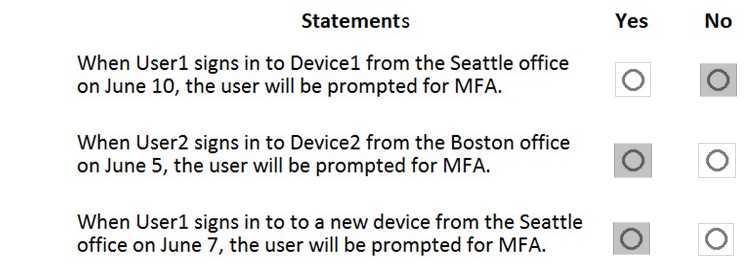 Statements Yes No
When User1 signs in to Device1 from the Seattle office
on June 10, the user will be prompted for MFA.
When User2 signs in to Device2 from the Boston office
on June 5, the user will be prompted for MFA.
When User1 signs in to to a new device from the Seattle
office on June 7, the user will be prompted for MFA.